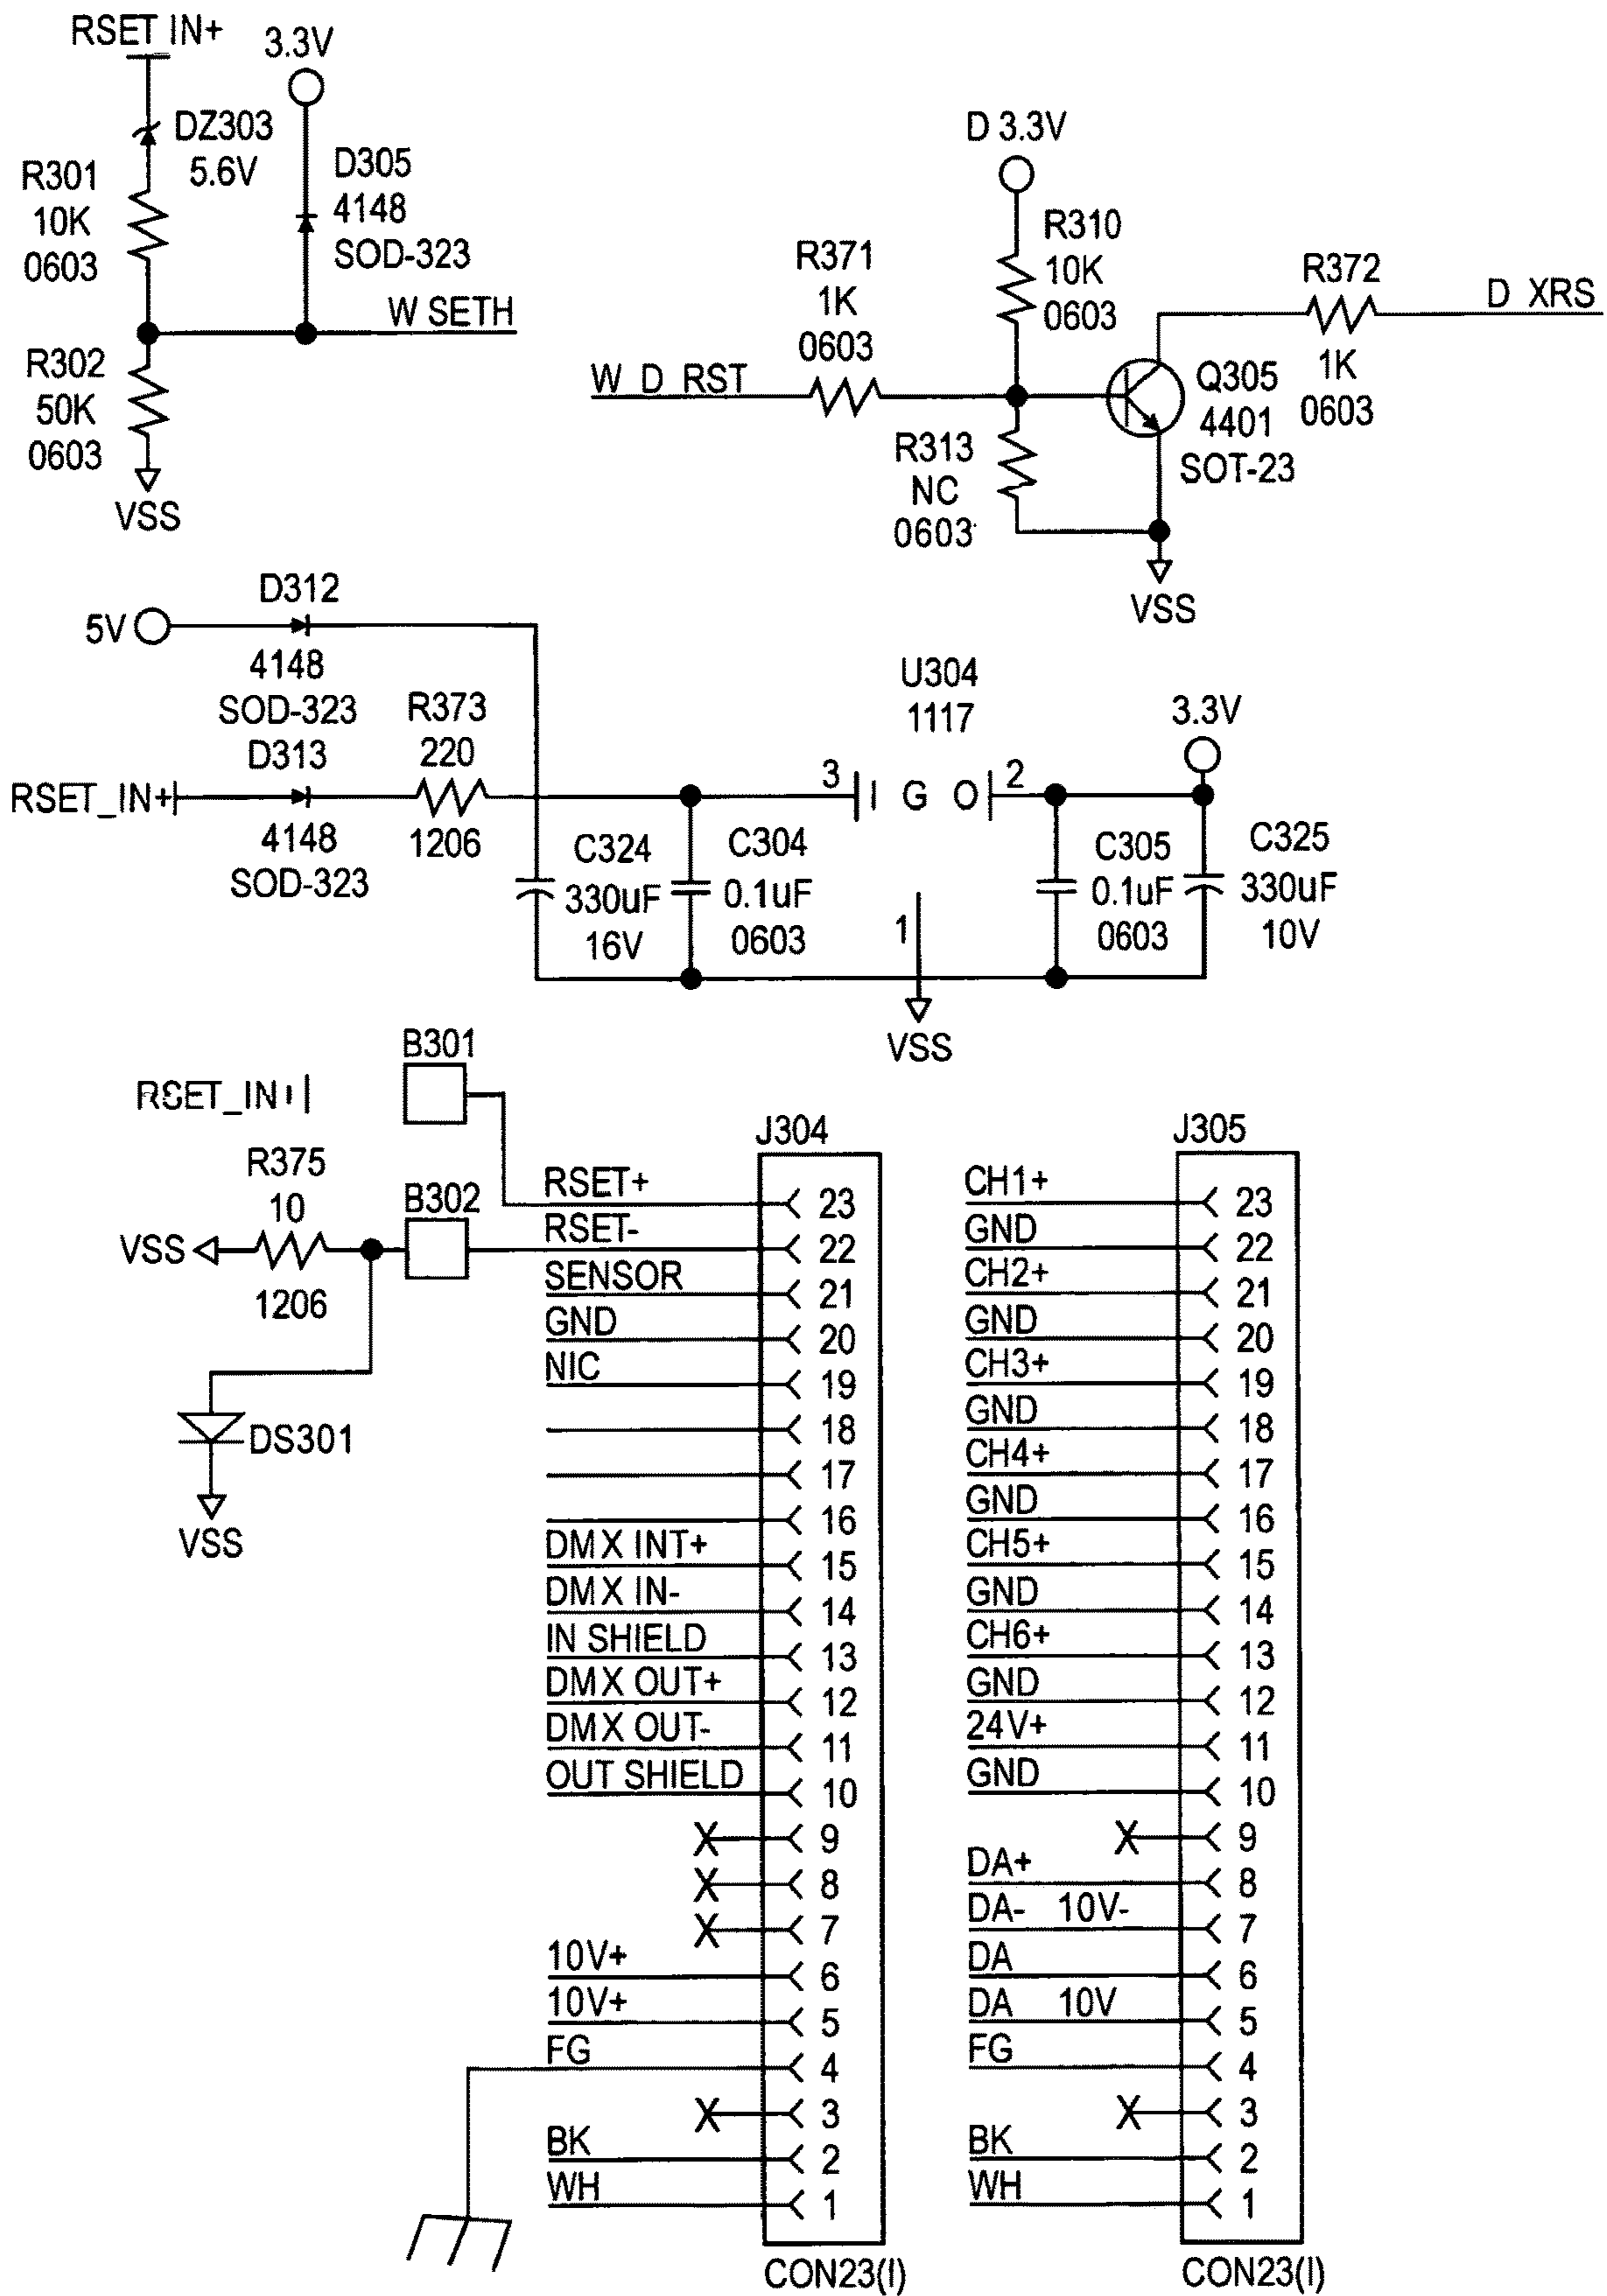 RSET IN+
3.3V
DZ303
5.6V
R301
10K
0603
D305
4148
SOD-323
W SETH
R302
50K
0603
VSS
D 3.3V
R310
10K
0603
R371
1K
0603
R372
1K
0603
D XRS
W D RST
Q305
4401
SOT-23
R313
NC
0603
VSS
D312
5V
4148
SOD-323
D313
R373
220
RSET_IN+
4148
SOD-323
1206
U304
1117
3 I G O 2
1
3.3V
C324
330uF
16V
C304
0.1uF
0603
C305
0.1uF
0603
C325
330uF
10V
VSS
B301
RSET_IN+
R375
10
1206
VSS
B302
DS301
VSS
J304
RSET+ 23
RSET- 22
SENSOR 21
GND 20
NIC 19
18
17
16
DMX INT+ 15
DMX IN- 14
IN SHIELD 13
DMX OUT+ 12
DMX OUT- 11
OUT SHIELD 10
X 9
X 8
X 7
10V+ 6
10V+ 5
FG 4
X 3
BK 2
WH 1
CON23(I)
J305
CH1+ 23
GND 22
CH2+ 21
GND 20
CH3+ 19
GND 18
CH4+ 17
GND 16
CH5+ 15
GND 14
CH6+ 13
GND 12
24V+ 11
GND 10
X 9
DA+ 8
DA- 10V- 7
DA 6
DA 10V 5
FG 4
X 3
BK 2
WH 1
CON23(I)